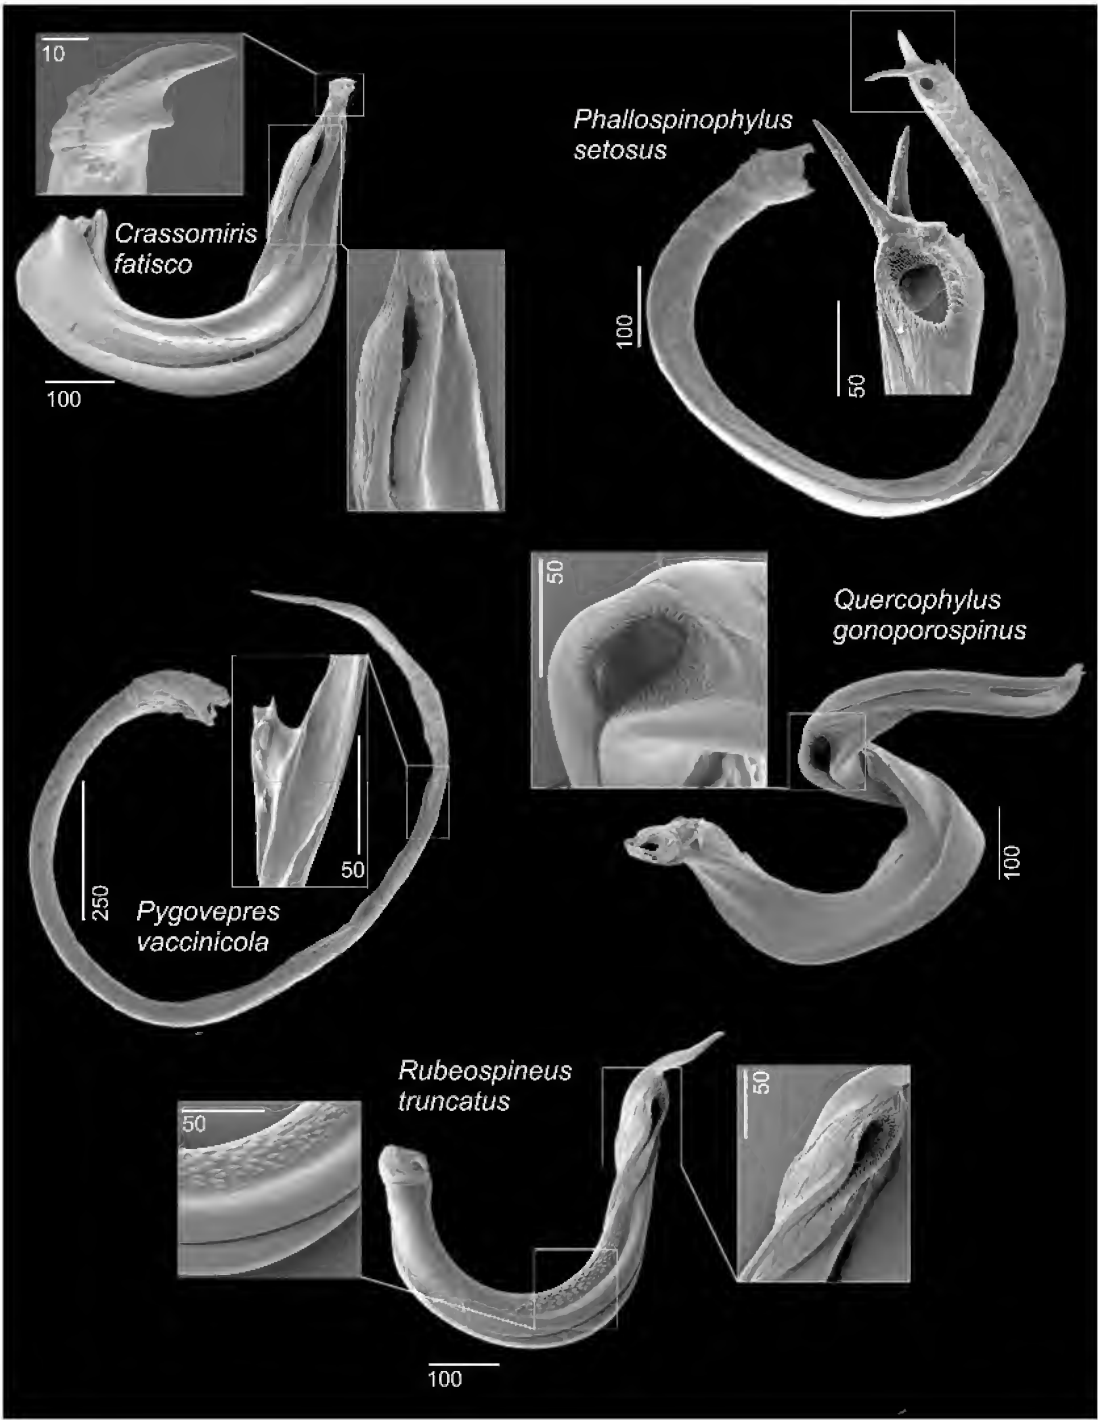 10
Crassomiris
fatisco
100
Phallospinophylus
setosus
100
50
50
Quercophylus
gonoporospinus
100
250
50
Pygovepres
vaccinicola
Rubeospineus
truncatus
50
50
100